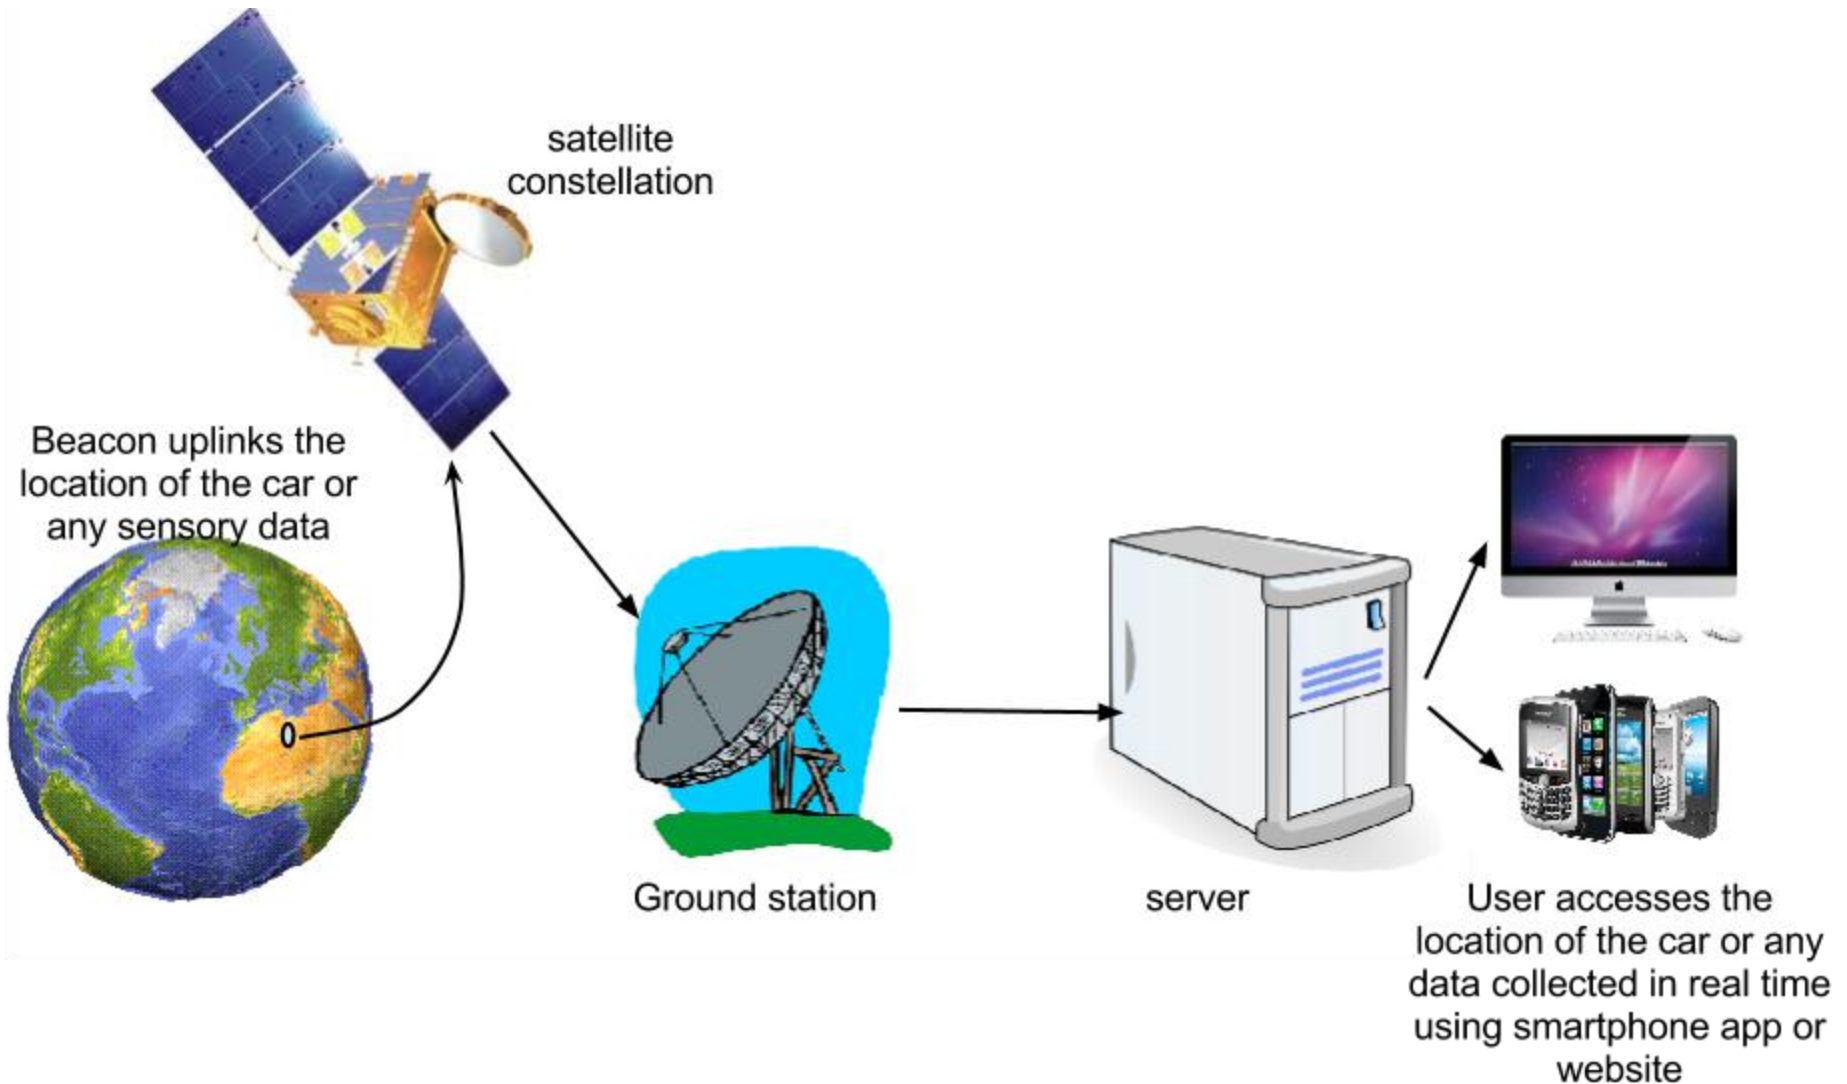 satellite
constellation
Beacon uplinks the
location of the car or
any sensory data
Ground station
server
User accesses the
location of the car or any
data collected in real time
using smartphone app or
website